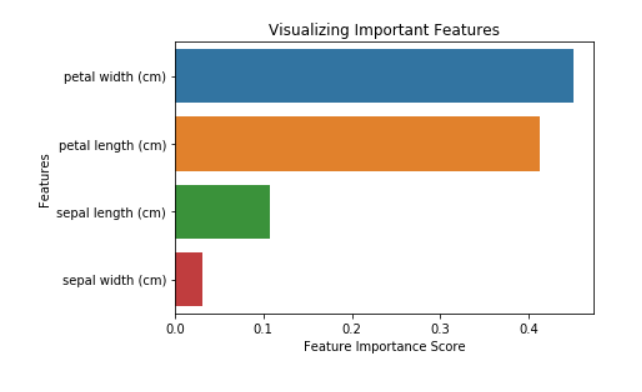 Visualizing Important Features
petal width (cm)
petal length (cm)
sepal length (cm)
sepal width (cm)
Features
0.0 0.1 0.2 0.3 0.4
Feature Importance Score